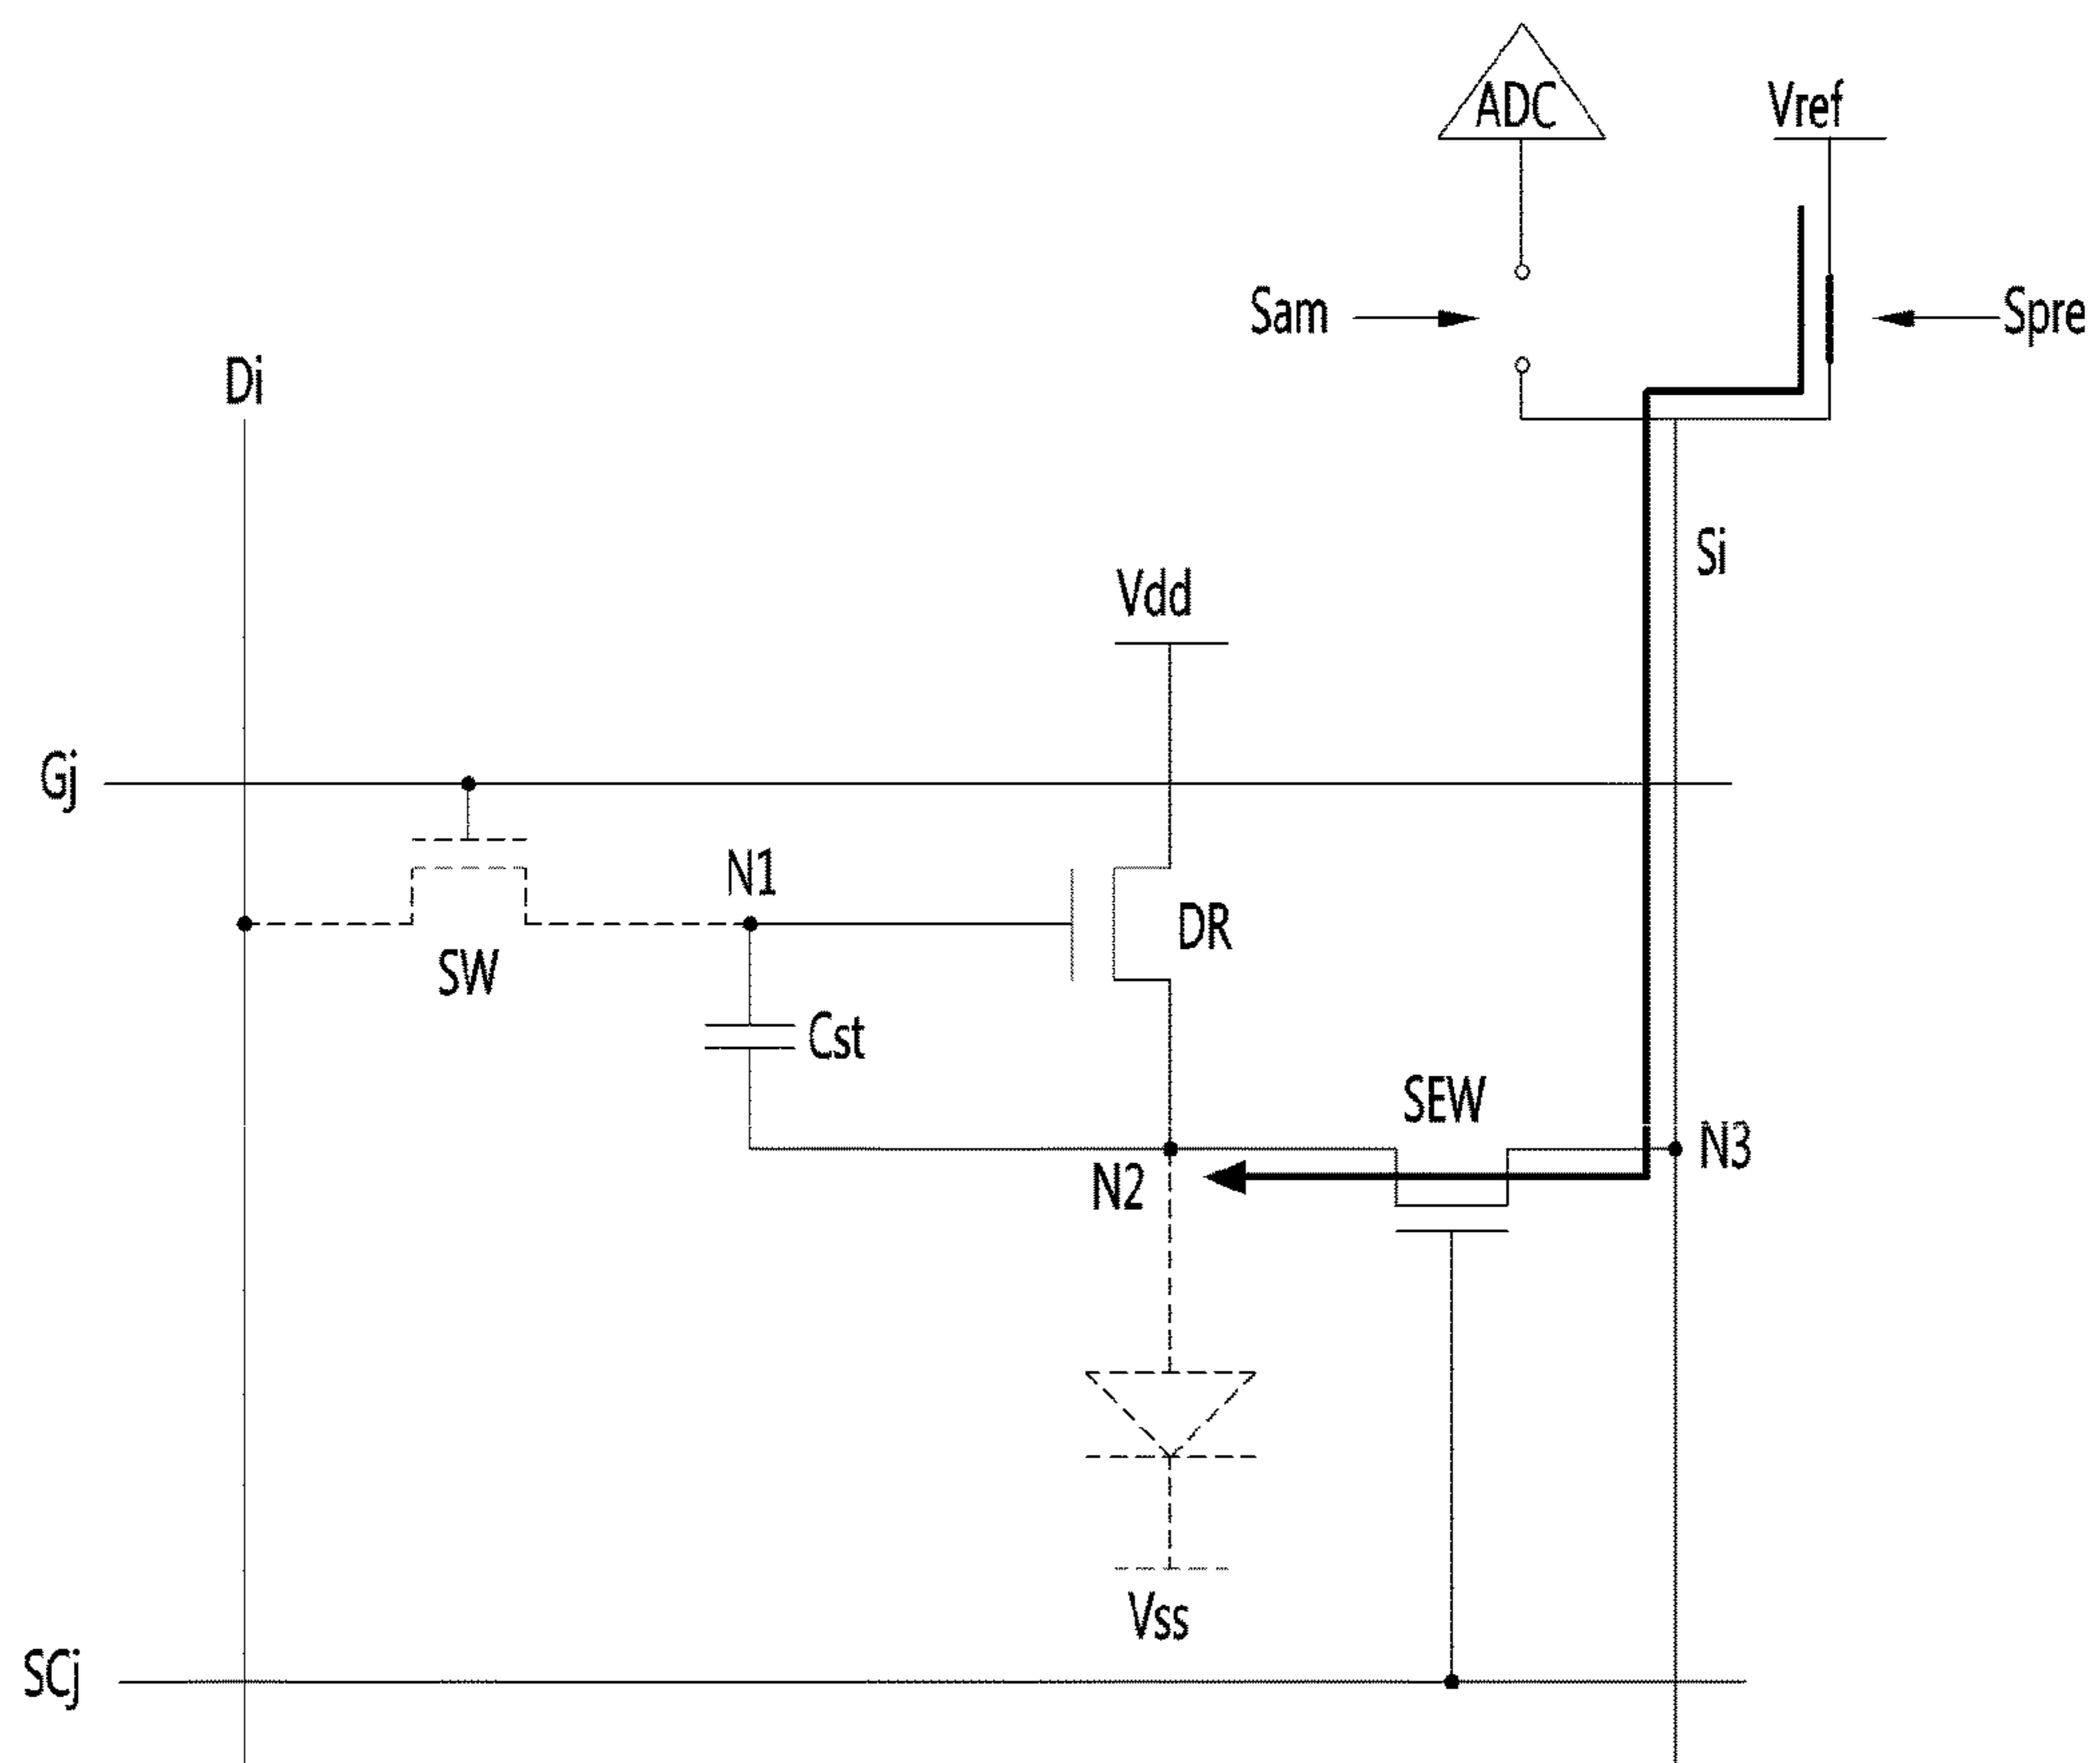 ADC
Vref
Sam
Spre
Di
Si
Vdd
Gj
N1
DR
SW
Cst
SEW
N3
N2
Vss
SCj